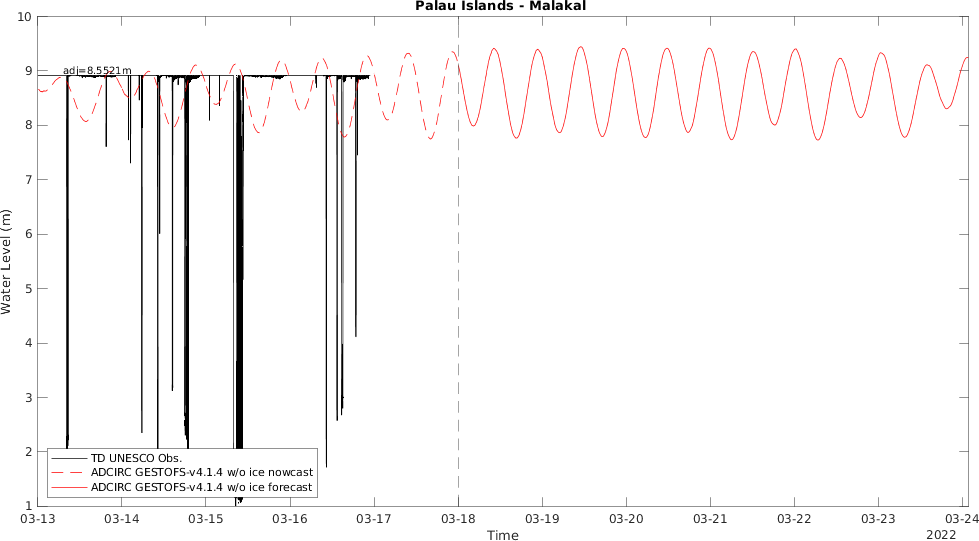 Palau Islands - Malakal
10
9
8
7
6
5
4
3
2
1
Water Level (m)
adj=8.5521m
TD UNESCO Obs.
ADCIRC GESTOFS-v4.1.4 w/o ice nowcast
ADCIRC GESTOFS-v4.1.4 w/o ice forecast
03-13 03-14 03-15 03-16 03-17 03-18 03-19 03-20 03-21 03-22 03-23 03-24
Time
2022